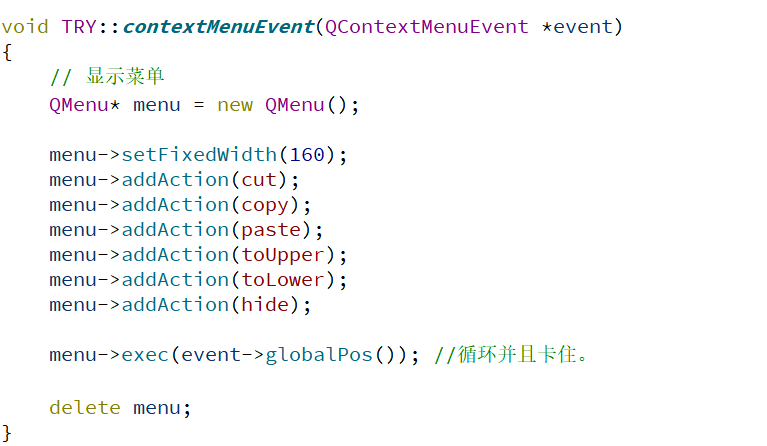 void TRY::contextMenuEvent(QContextMenuEvent *event)
{
    // 显示菜单
    QMenu* menu = new QMenu();

    menu->setFixedWidth(160);
    menu->addAction(cut);
    menu->addAction(copy);
    menu->addAction(paste);
    menu->addAction(toUpper);
    menu->addAction(toLower);
    menu->addAction(hide);

    menu->exec(event->globalPos()); //循环并且卡住。

    delete menu;
}